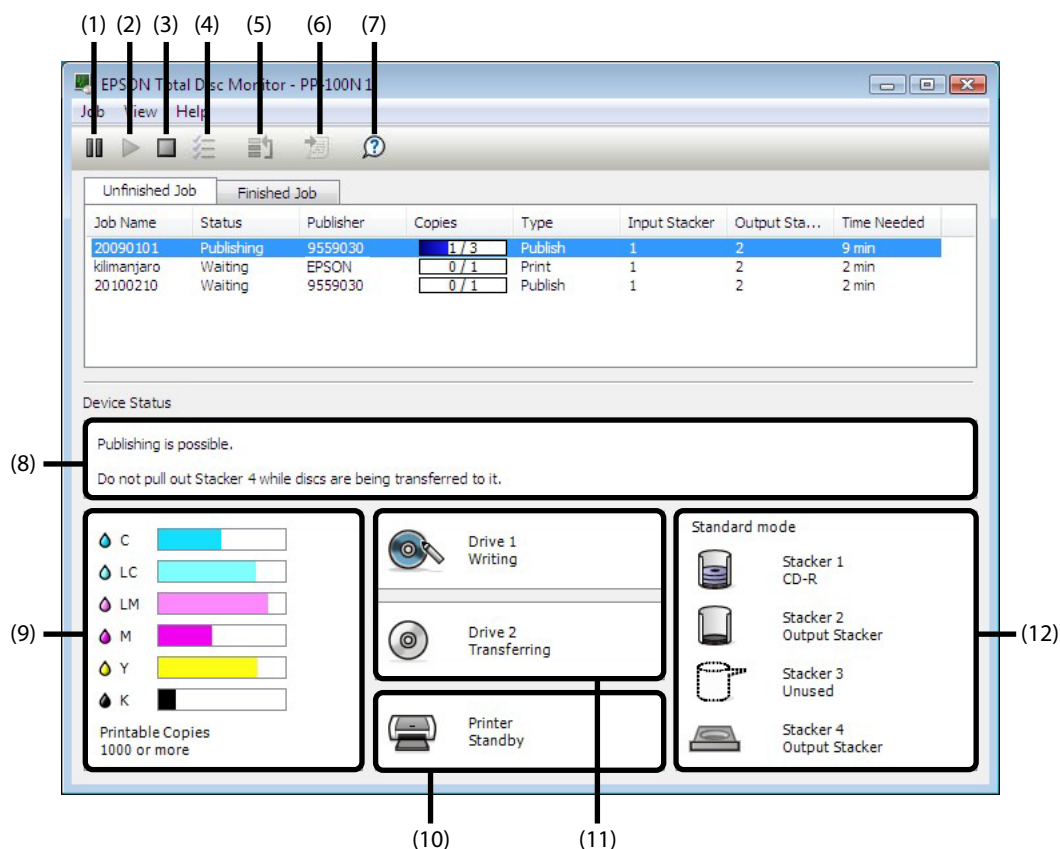 (1) (2) (3) (4) (5) (6) (7)
EPSON Total Disc Monitor - PP-100N 1
Job View Help
Unfinished Job Finished Job
Job Name Status Publisher Copies Type Input Stacker Output Sta... Time Needed
20090101 Publishing 9559030 1 / 3 Publish 1 2 9 min
kilimanjaro Waiting EPSON 0 / 1 Print 1 2 2 min
20100210 Waiting 9559030 0 / 1 Publish 1 2 2 min
Device Status
(8)
Publishing is possible.
Do not pull out Stacker 4 while discs are being transferred to it.
(9)
C
LC
LM
M
Y
K
Printable Copies
1000 or more
Drive 1
Writing
Drive 2
Transferring
Printer
Standby
Standard mode
Stacker 1
CD-R
Stacker 2
Output Stacker
Stacker 3
Unused
Stacker 4
Output Stacker
(12)
(10) (11)